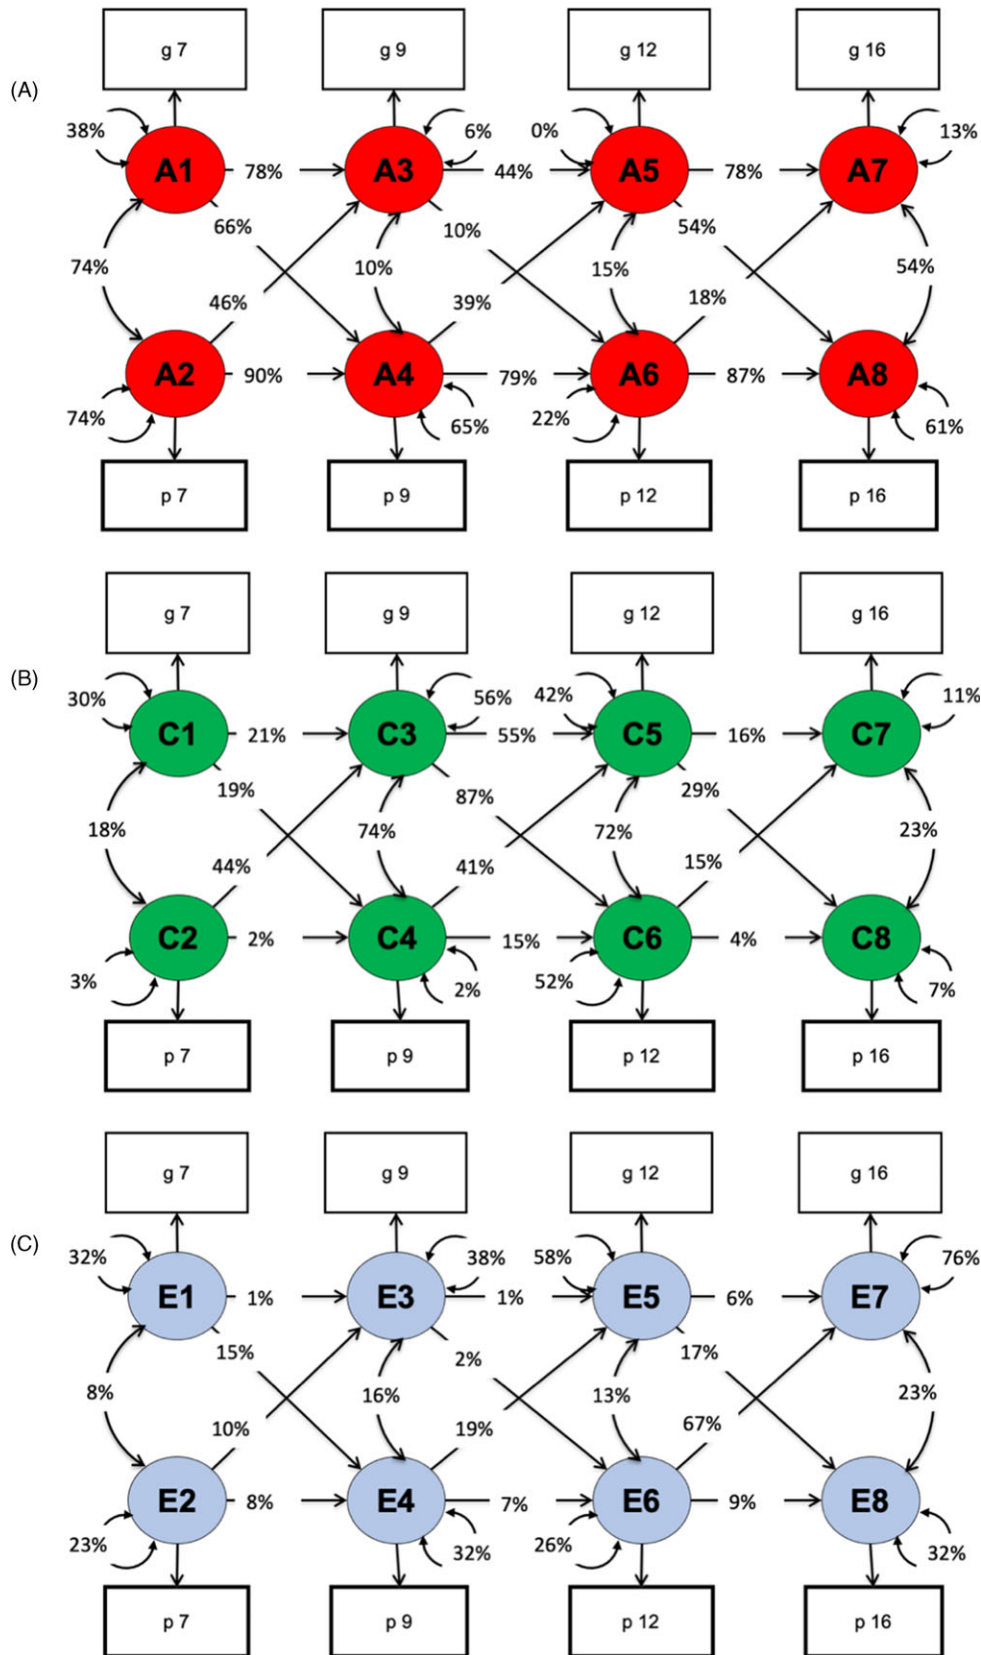 g 7 g 9 g 12 g 16
(A)
38% 6% 0% 13%
A1 78% A3 44% A5 78% A7
66% 10% 54%
74% 10% 15% 54%
46% 39% 18%
A2 90% A4 79% A6 87% A8
74% 65% 22% 61%
p 7 p 9 p 12 p 16
g 7 g 9 g 12 g 16
(B)
30% 56% 42% 11%
C1 21% C3 55% C5 16% C7
19% 87% 29%
18% 74% 72% 23%
44% 41% 15%
C2 2% C4 15% C6 4% C8
3% 2% 52% 7%
p 7 p 9 p 12 p 16
g 7 g 9 g 12 g 16
(C)
32% 38% 58% 76%
E1 1% E3 1% E5 6% E7
15% 2% 17%
8% 16% 13% 23%
10% 19% 67%
E2 8% E4 7% E6 9% E8
23% 32% 26% 32%
p 7 p 9 p 12 p 16